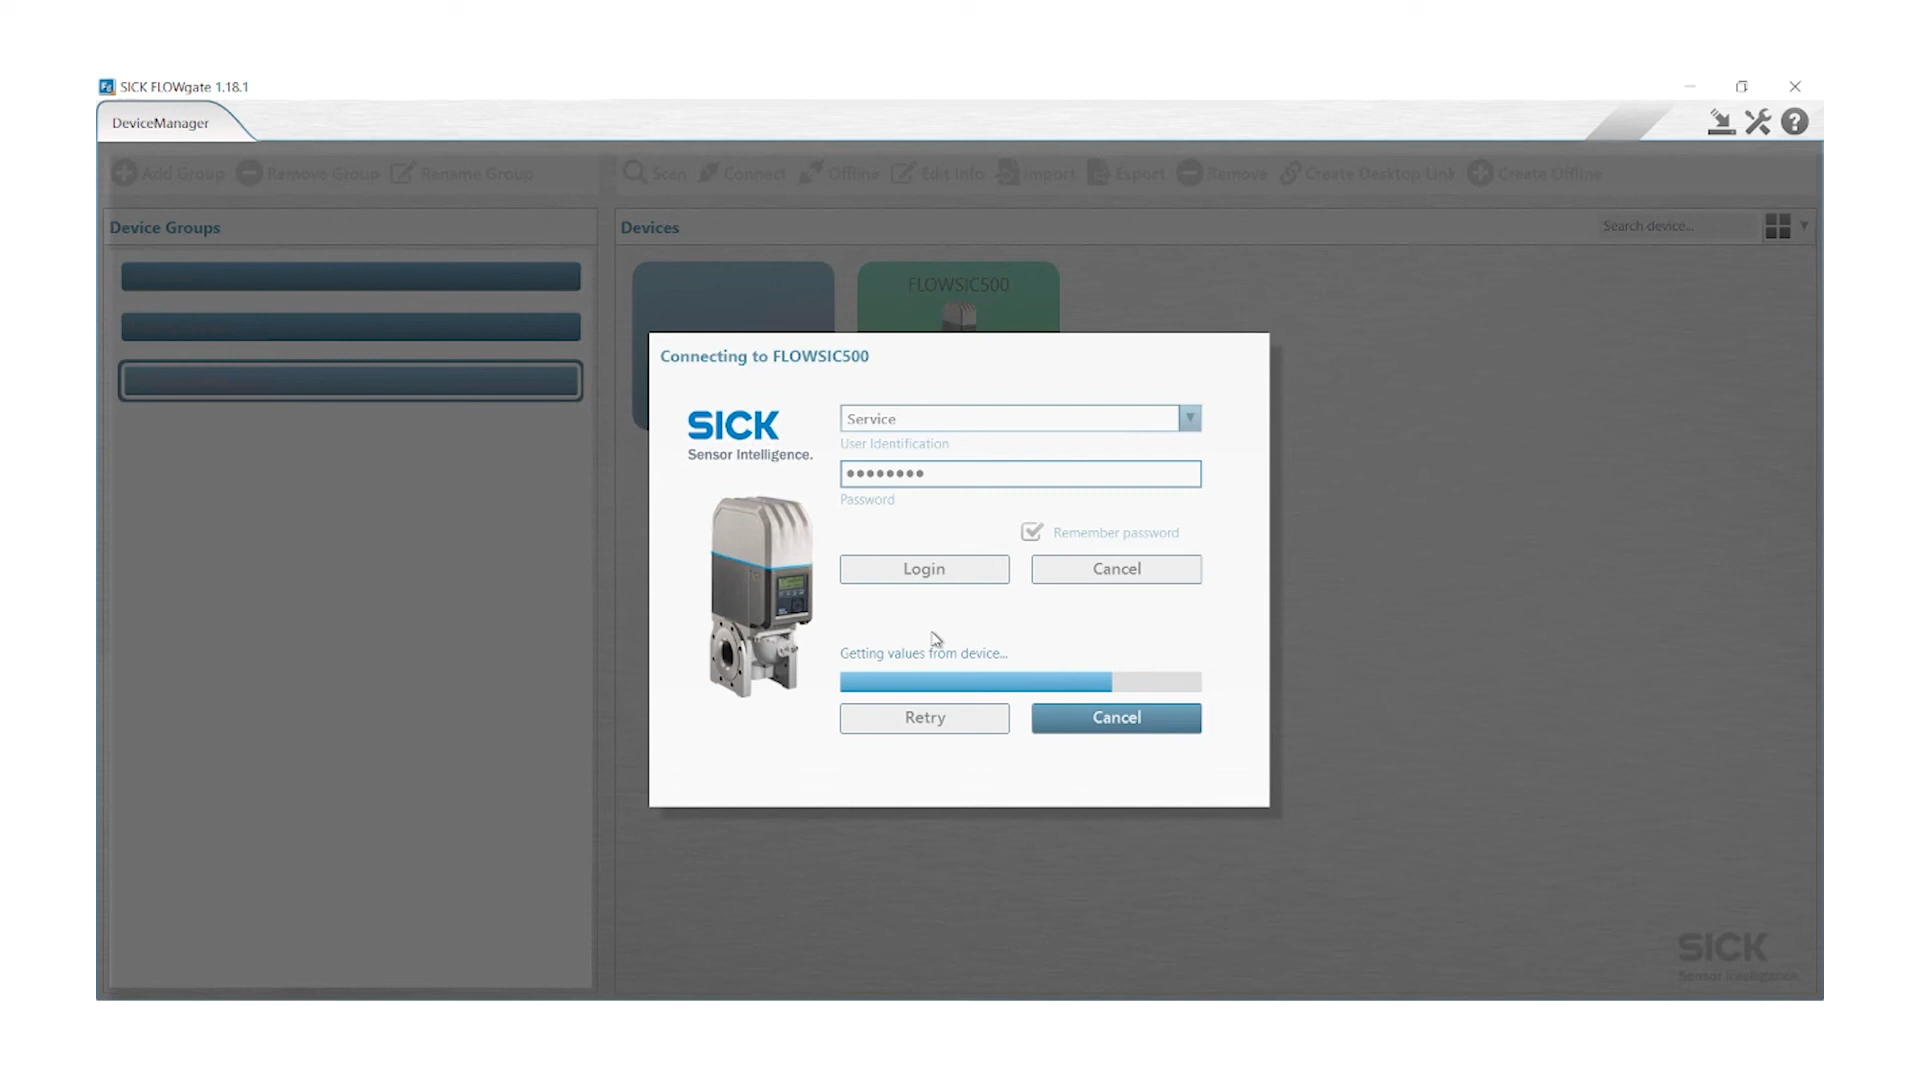 SICK FLOWgate 1.18.1
DeviceManager
Add Group Remove Group Rename Group
Scan Connect Offline Edit Info Import Export Remove Create Desktop Link Create Offline
Device Groups
Devices
Search device...
FLOWSIC500
Connecting to FLOWSIC500
SICK
Sensor Intelligence.
Service
User Identification
Password
Remember password
Login Cancel
Getting values from device...
Retry Cancel
SICK
Sensor Intelligence.